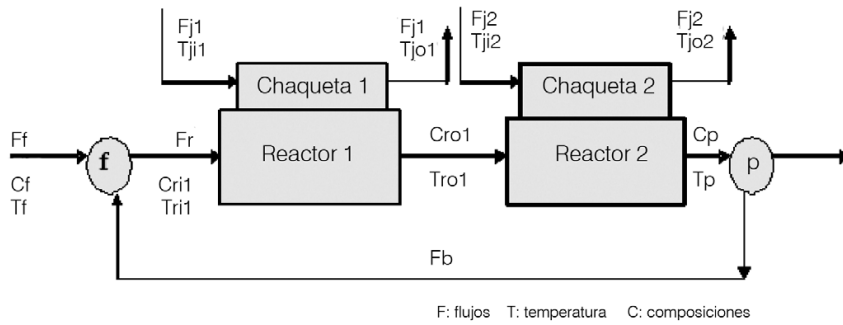 Fj1
Tji1
Fj1
Tjo1
Fj2
Tji2
Fj2
Tjo2
Chaqueta 1
Chaqueta 2
Ff
f
Fr
Reactor 1
Cro1
Reactor 2
Cp
p
Cf
Tf
Cri1
Tri1
Tro1
Tp
Fb
F: flujos T: temperatura C: composiciones